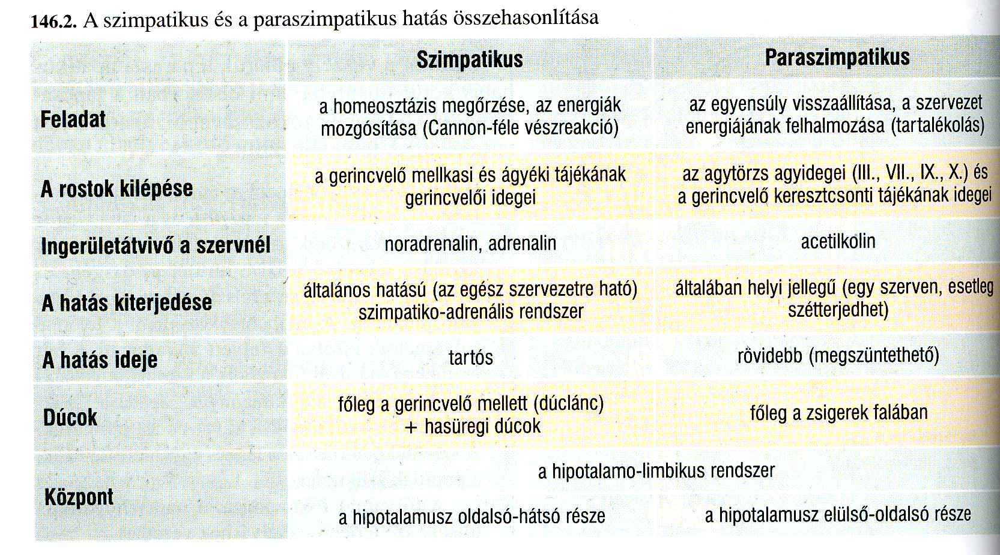 146.2. A szimpatikus és a paraszimpatikus hatás összehasonlítása
Szimpatikus
Paraszimpatikus
Feladat
a homeosztázis megőrzése, az energiák
mozgósítása (Cannon-féle vészreakció)
az egyensúly visszaállítása, a szervezet
energiájának felhalmozása (tartalékolás)
A rostok kilépése
a gerincvelő mellkasi és ágyéki tájékának
gerincvelői idegei
az agytörzs agyidegei (III., VII., IX., X.) és
a gerincvelő keresztcsonti tájékának idegei
Ingerületátvivő a szervnél
noradrenalin, adrenalin
acetilkolin
A hatás kiterjedése
általános hatású (az egész szervezetre ható)
szimpatiko-adrenális rendszer
általában helyi jellegű (egy szerven, esetleg
szétterjedhet)
A hatás ideje
tartós
rövidebb (megszüntethető)
Dúcok
főleg a gerincvelő mellett (dúclánc)
+ hasüregi dúcok
főleg a zsigerek falában
Központ
a hipotalamo-limbikus rendszer
a hipotalamusz oldalsó-hátsó része
a hipotalamusz elülső-oldalsó része